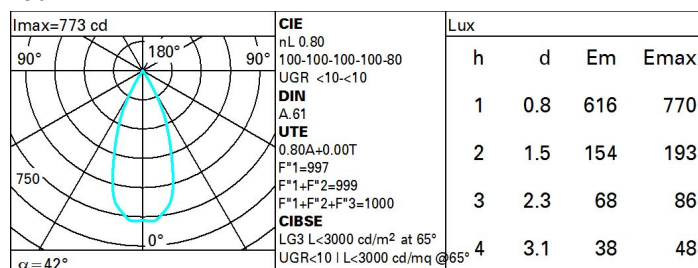 Imax=773 cd
90°
180°
90°
750
0°
α=42°
CIE
nL 0.80
100-100-100-100-80
UGR <10-<10
DIN
A.61
UTE
0.80A+0.00T
F"1=997
F"1+F"2=999
F"1+F"2+F"3=1000
CIBSE
LG3 L<3000 cd/m² at 65°
UGR<10 | L<3000 cd/mq @65°
Lux
h d Em Emax
1 0.8 616 770
2 1.5 154 193
3 2.3 68 86
4 3.1 38 48